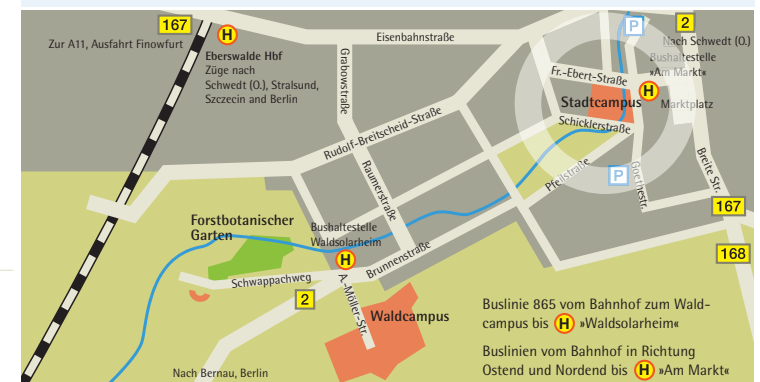 167
H
P
2
Zur A11, Ausfahrt Finowfurt
Eisenbahnstraße
Nach Schwedt (O.)
Eberswalde Hbf
Züge nach
Schwedt (O.), Stralsund,
Szczecin and Berlin
Grabowstraße
Bushaltestelle
»Am Markt«
Fr.-Ebert-Straße
H
Stadtcampus
Marktplatz
Rudolf-Breitscheid-Straße
Schicklerstraße
Raumerstraße
Pfeilstraße
P
Goethestr.
Breite Str.
167
Forstbotanischer
Garten
Bushaltestelle
Waldsolarheim
H
Brunnenstraße
168
Schwappachweg
2
A.-Möller-Str.
Waldcampus
Buslinie 865 vom Bahnhof zum Wald-
campus bis H »Waldsolarheim«
Buslinien vom Bahnhof in Richtung
Ostend und Nordend bis H »Am Markt«
Nach Bernau, Berlin